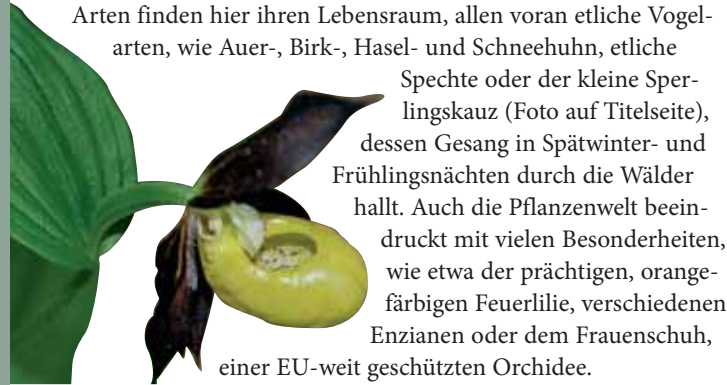 Arten finden hier ihren Lebensraum, allen voran etliche Vogel-
arten, wie Auer-, Birk-, Hasel- und Schneehuhn, etliche
Spechte oder der kleine Sper-
lingskauz (Foto auf Titelseite),
dessen Gesang in Spätwinter- und
Frühlingsnächten durch die Wälder
hallt. Auch die Pflanzenwelt beein-
druckt mit vielen Besonderheiten,
wie etwa der prächtigen, orange-
färbigen Feuerlilie, verschiedenen
Enzianen oder dem Frauenschuh,
einer EU-weit geschützten Orchidee.